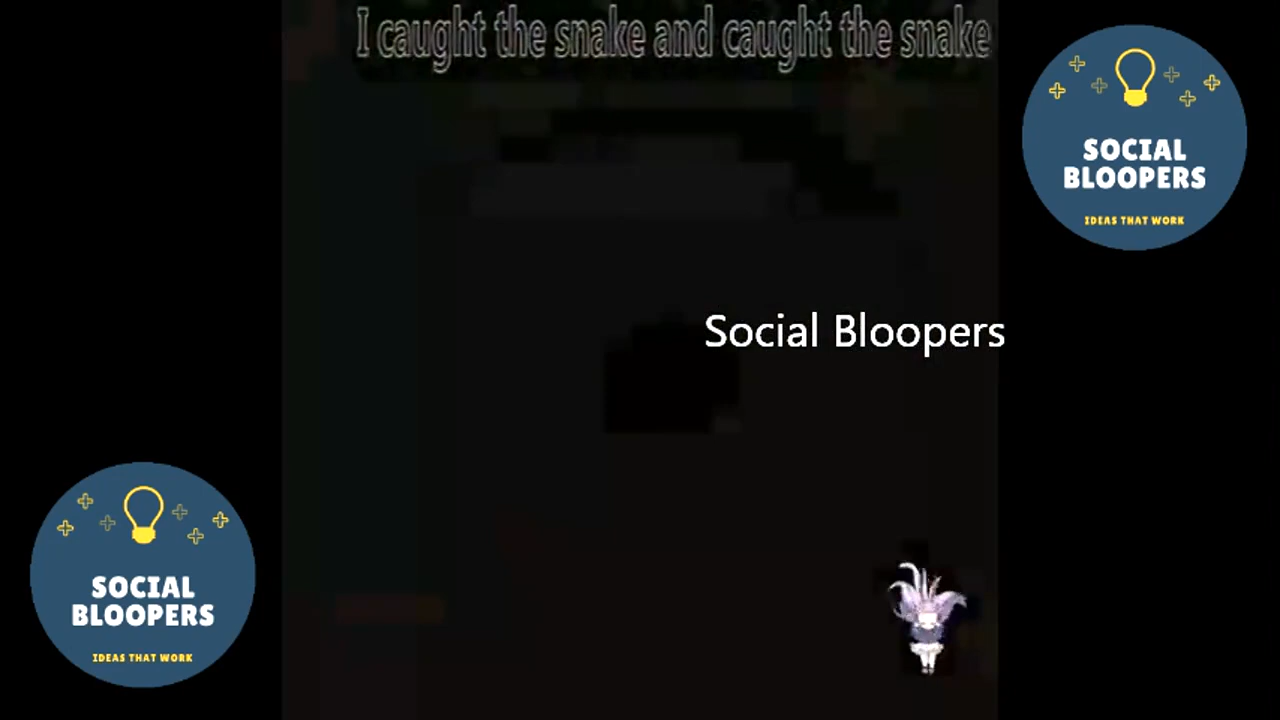 I caught the snake and caught the snake
SOCIAL
BLOOPERS
IDEAS THAT WORK
Social Bloopers
SOCIAL
BLOOPERS
IDEAS THAT WORK